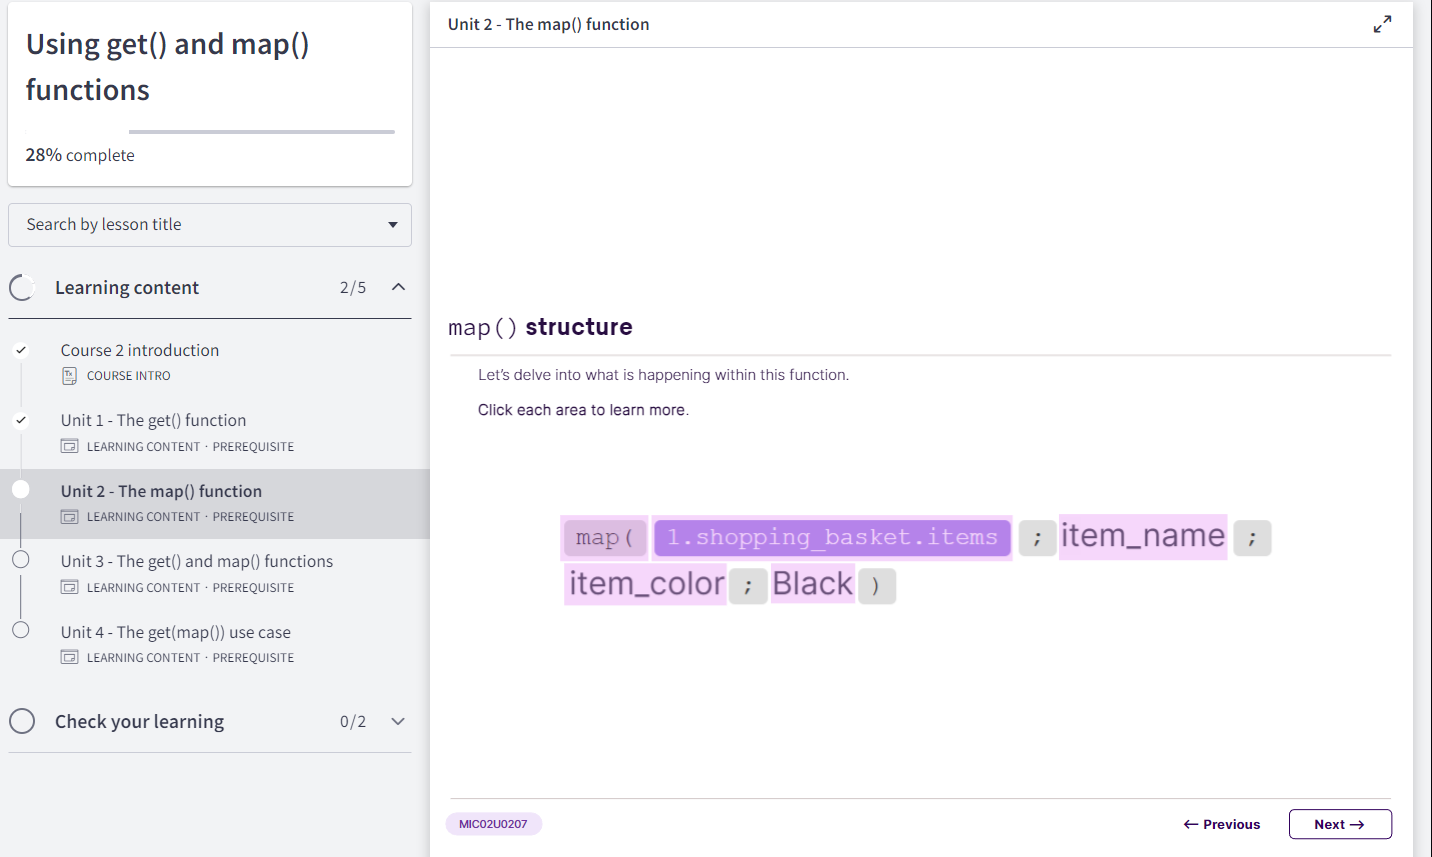 Using get() and map()
functions
28% complete
Search by lesson title
Learning content 2/5
Course 2 introduction
COURSE INTRO
Unit 1 - The get() function
LEARNING CONTENT · PREREQUISITE
Unit 2 - The map() function
LEARNING CONTENT · PREREQUISITE
Unit 3 - The get() and map() functions
LEARNING CONTENT · PREREQUISITE
Unit 4 - The get(map()) use case
LEARNING CONTENT · PREREQUISITE
Check your learning 0/2
Unit 2 - The map() function
map() structure
Let's delve into what is happening within this function.
Click each area to learn more.
map( 1.shopping_basket.items ; item_name ;
item_color ; Black )
MIC02U0207
← Previous Next →